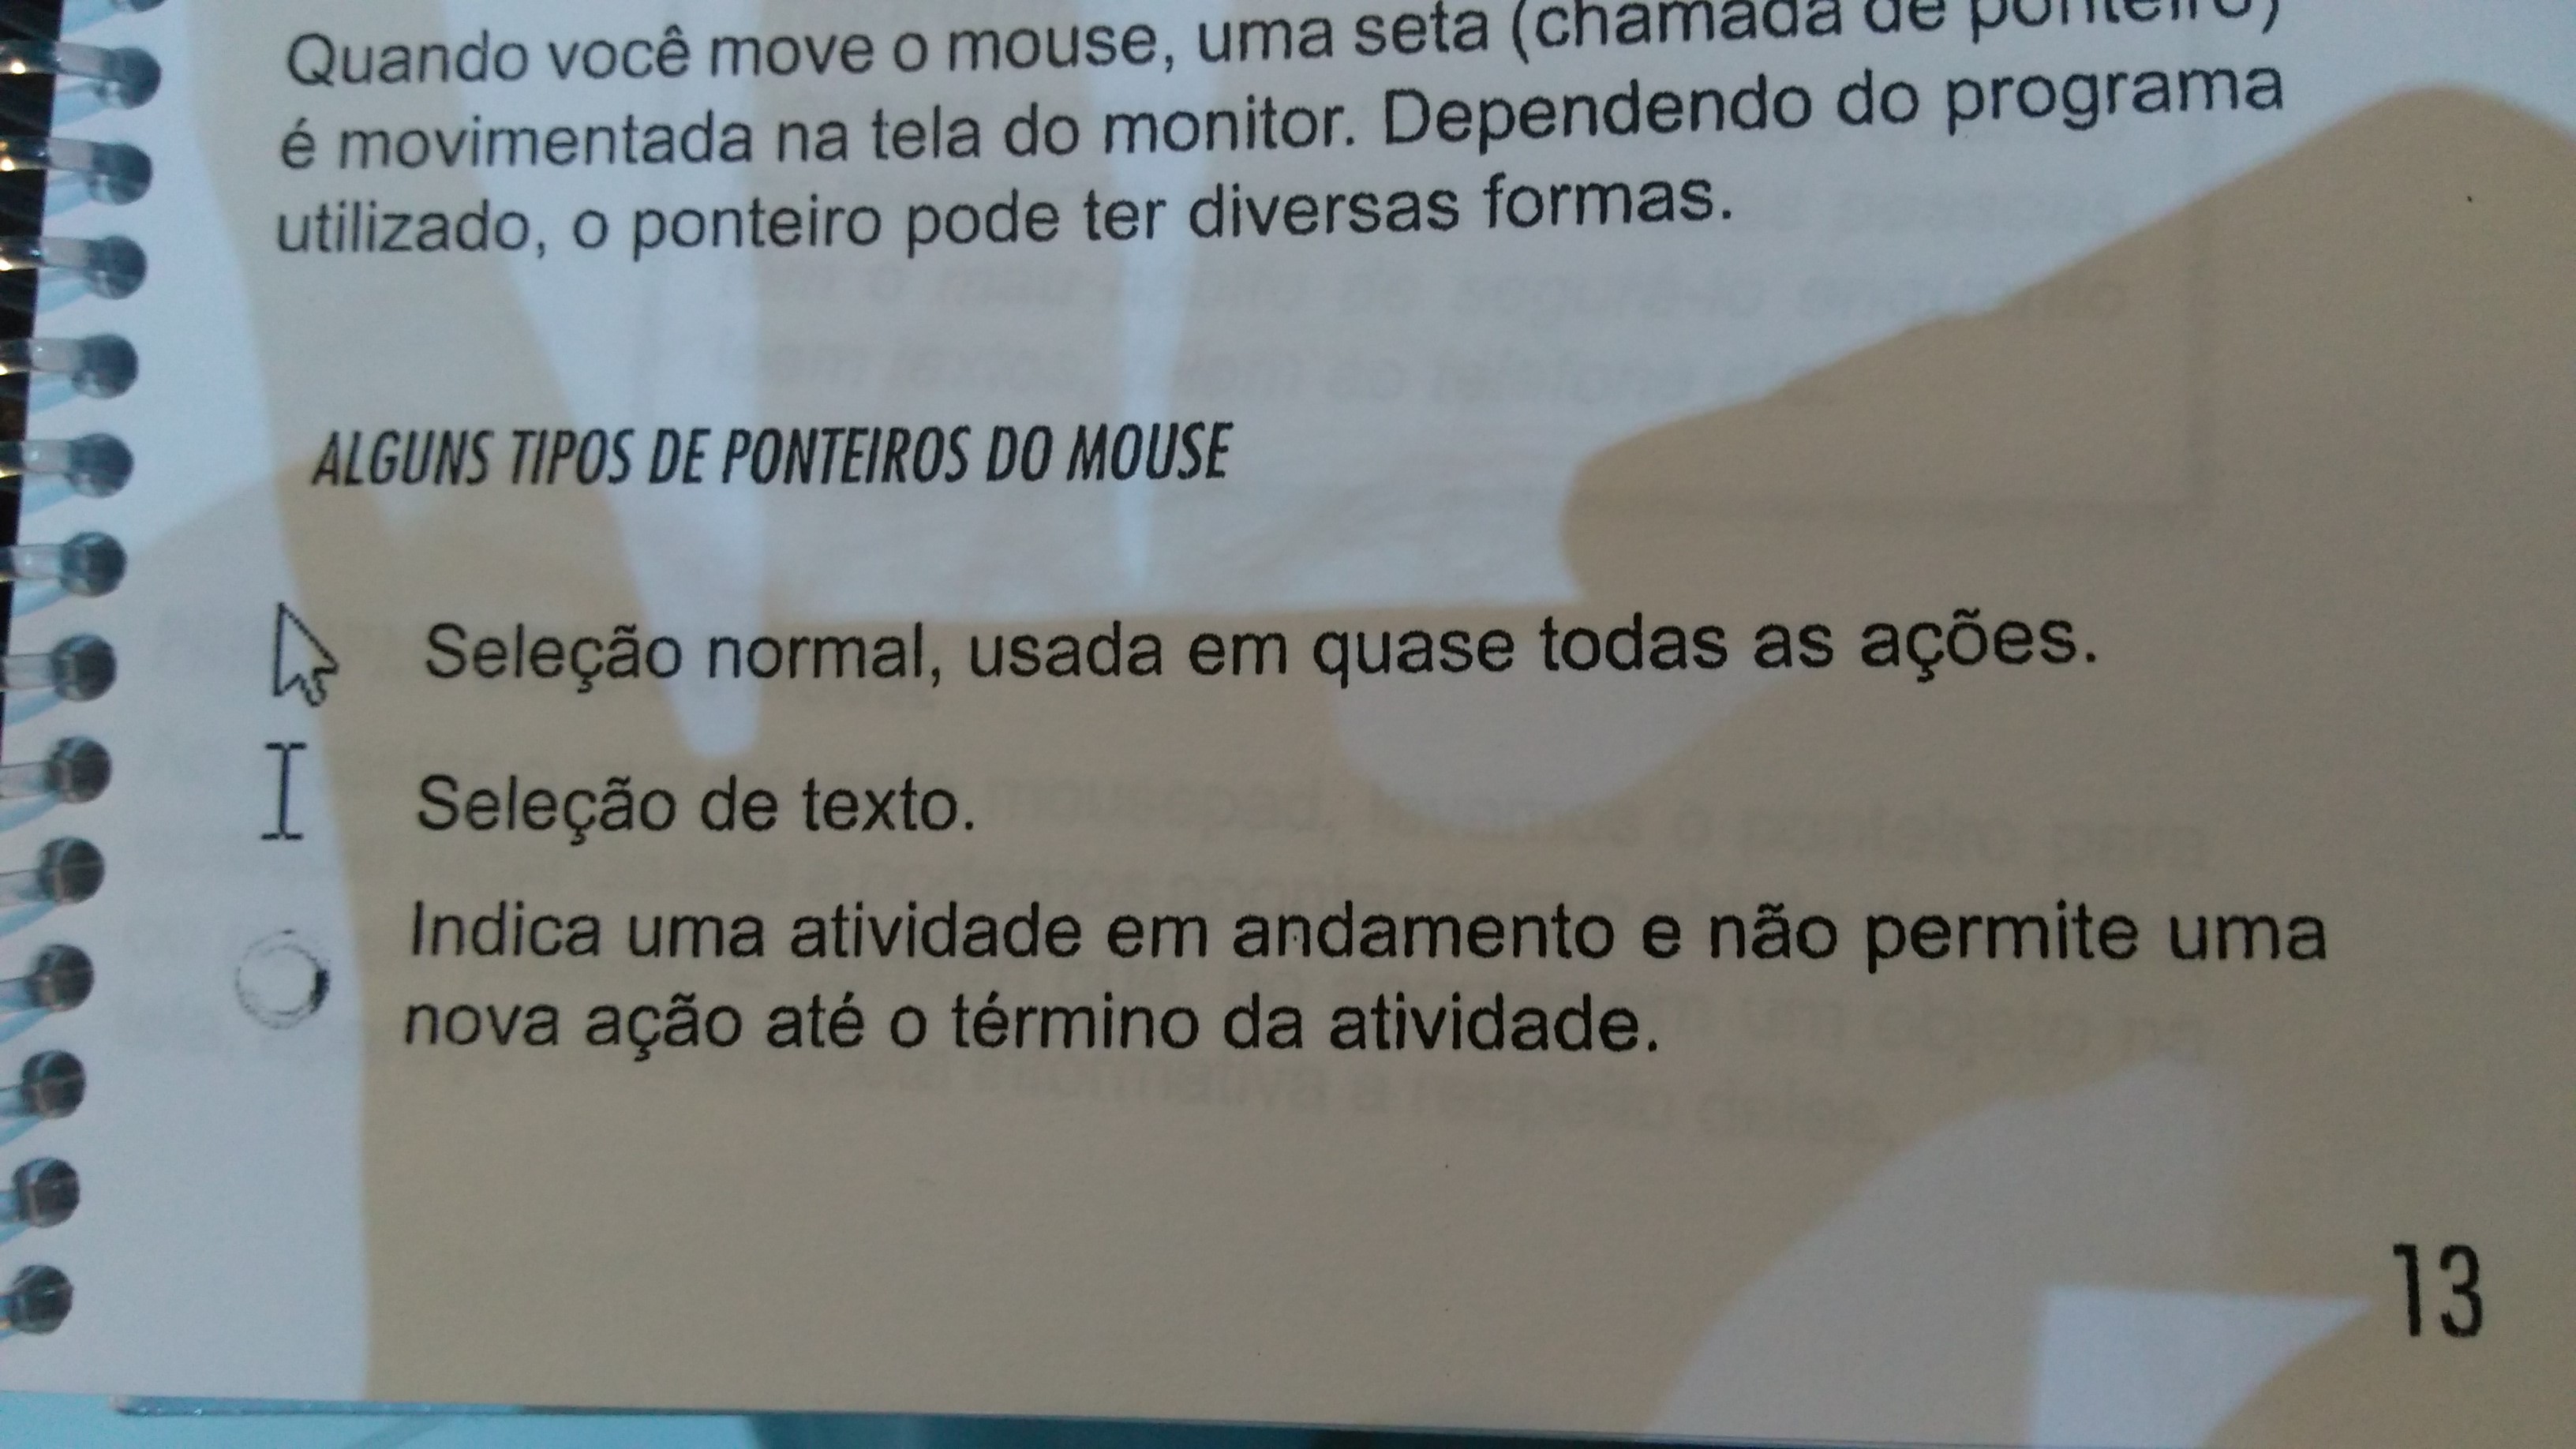 Quando você move o mouse, uma seta (chamada de ponteiro)
é movimentada na tela do monitor. Dependendo do programa
utilizado, o ponteiro pode ter diversas formas.
ALGUNS TIPOS DE PONTEIROS DO MOUSE
Seleção normal, usada em quase todas as ações.
Seleção de texto.
Indica uma atividade em andamento e não permite uma
nova ação até o término da atividade.
13